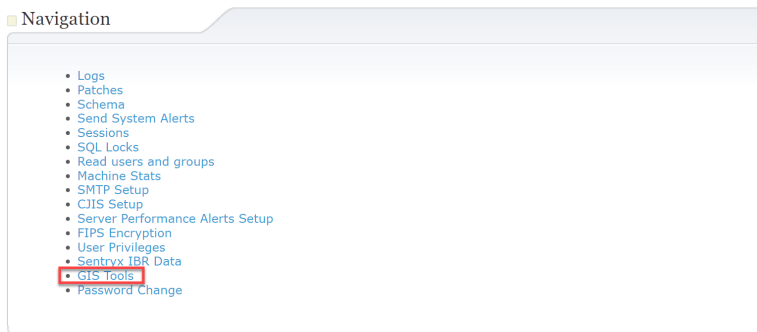 Navigation
Logs
Patches
Schema
Send System Alerts
Sessions
SQL Locks
Read users and groups
Machine Stats
SMTP Setup
CJIS Setup
Server Performance Alerts Setup
FIPS Encryption
User Privileges
Sentryx IBR Data
GIS Tools
Password Change